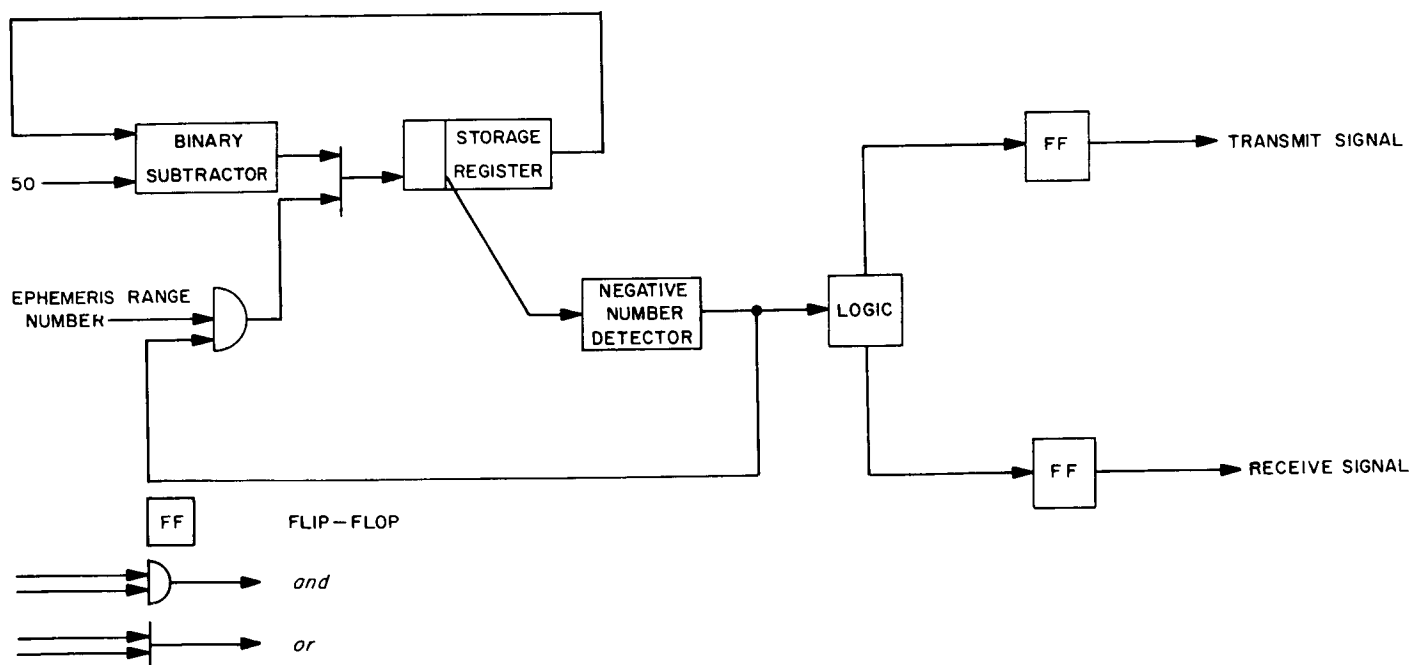 BINARY
SUBTRACTOR
50
STORAGE
REGISTER
EPHEMERIS RANGE
NUMBER
NEGATIVE
NUMBER
DETECTOR
LOGIC
FF
TRANSMIT SIGNAL
FF
RECEIVE SIGNAL
FF
FLIP-FLOP
and
or